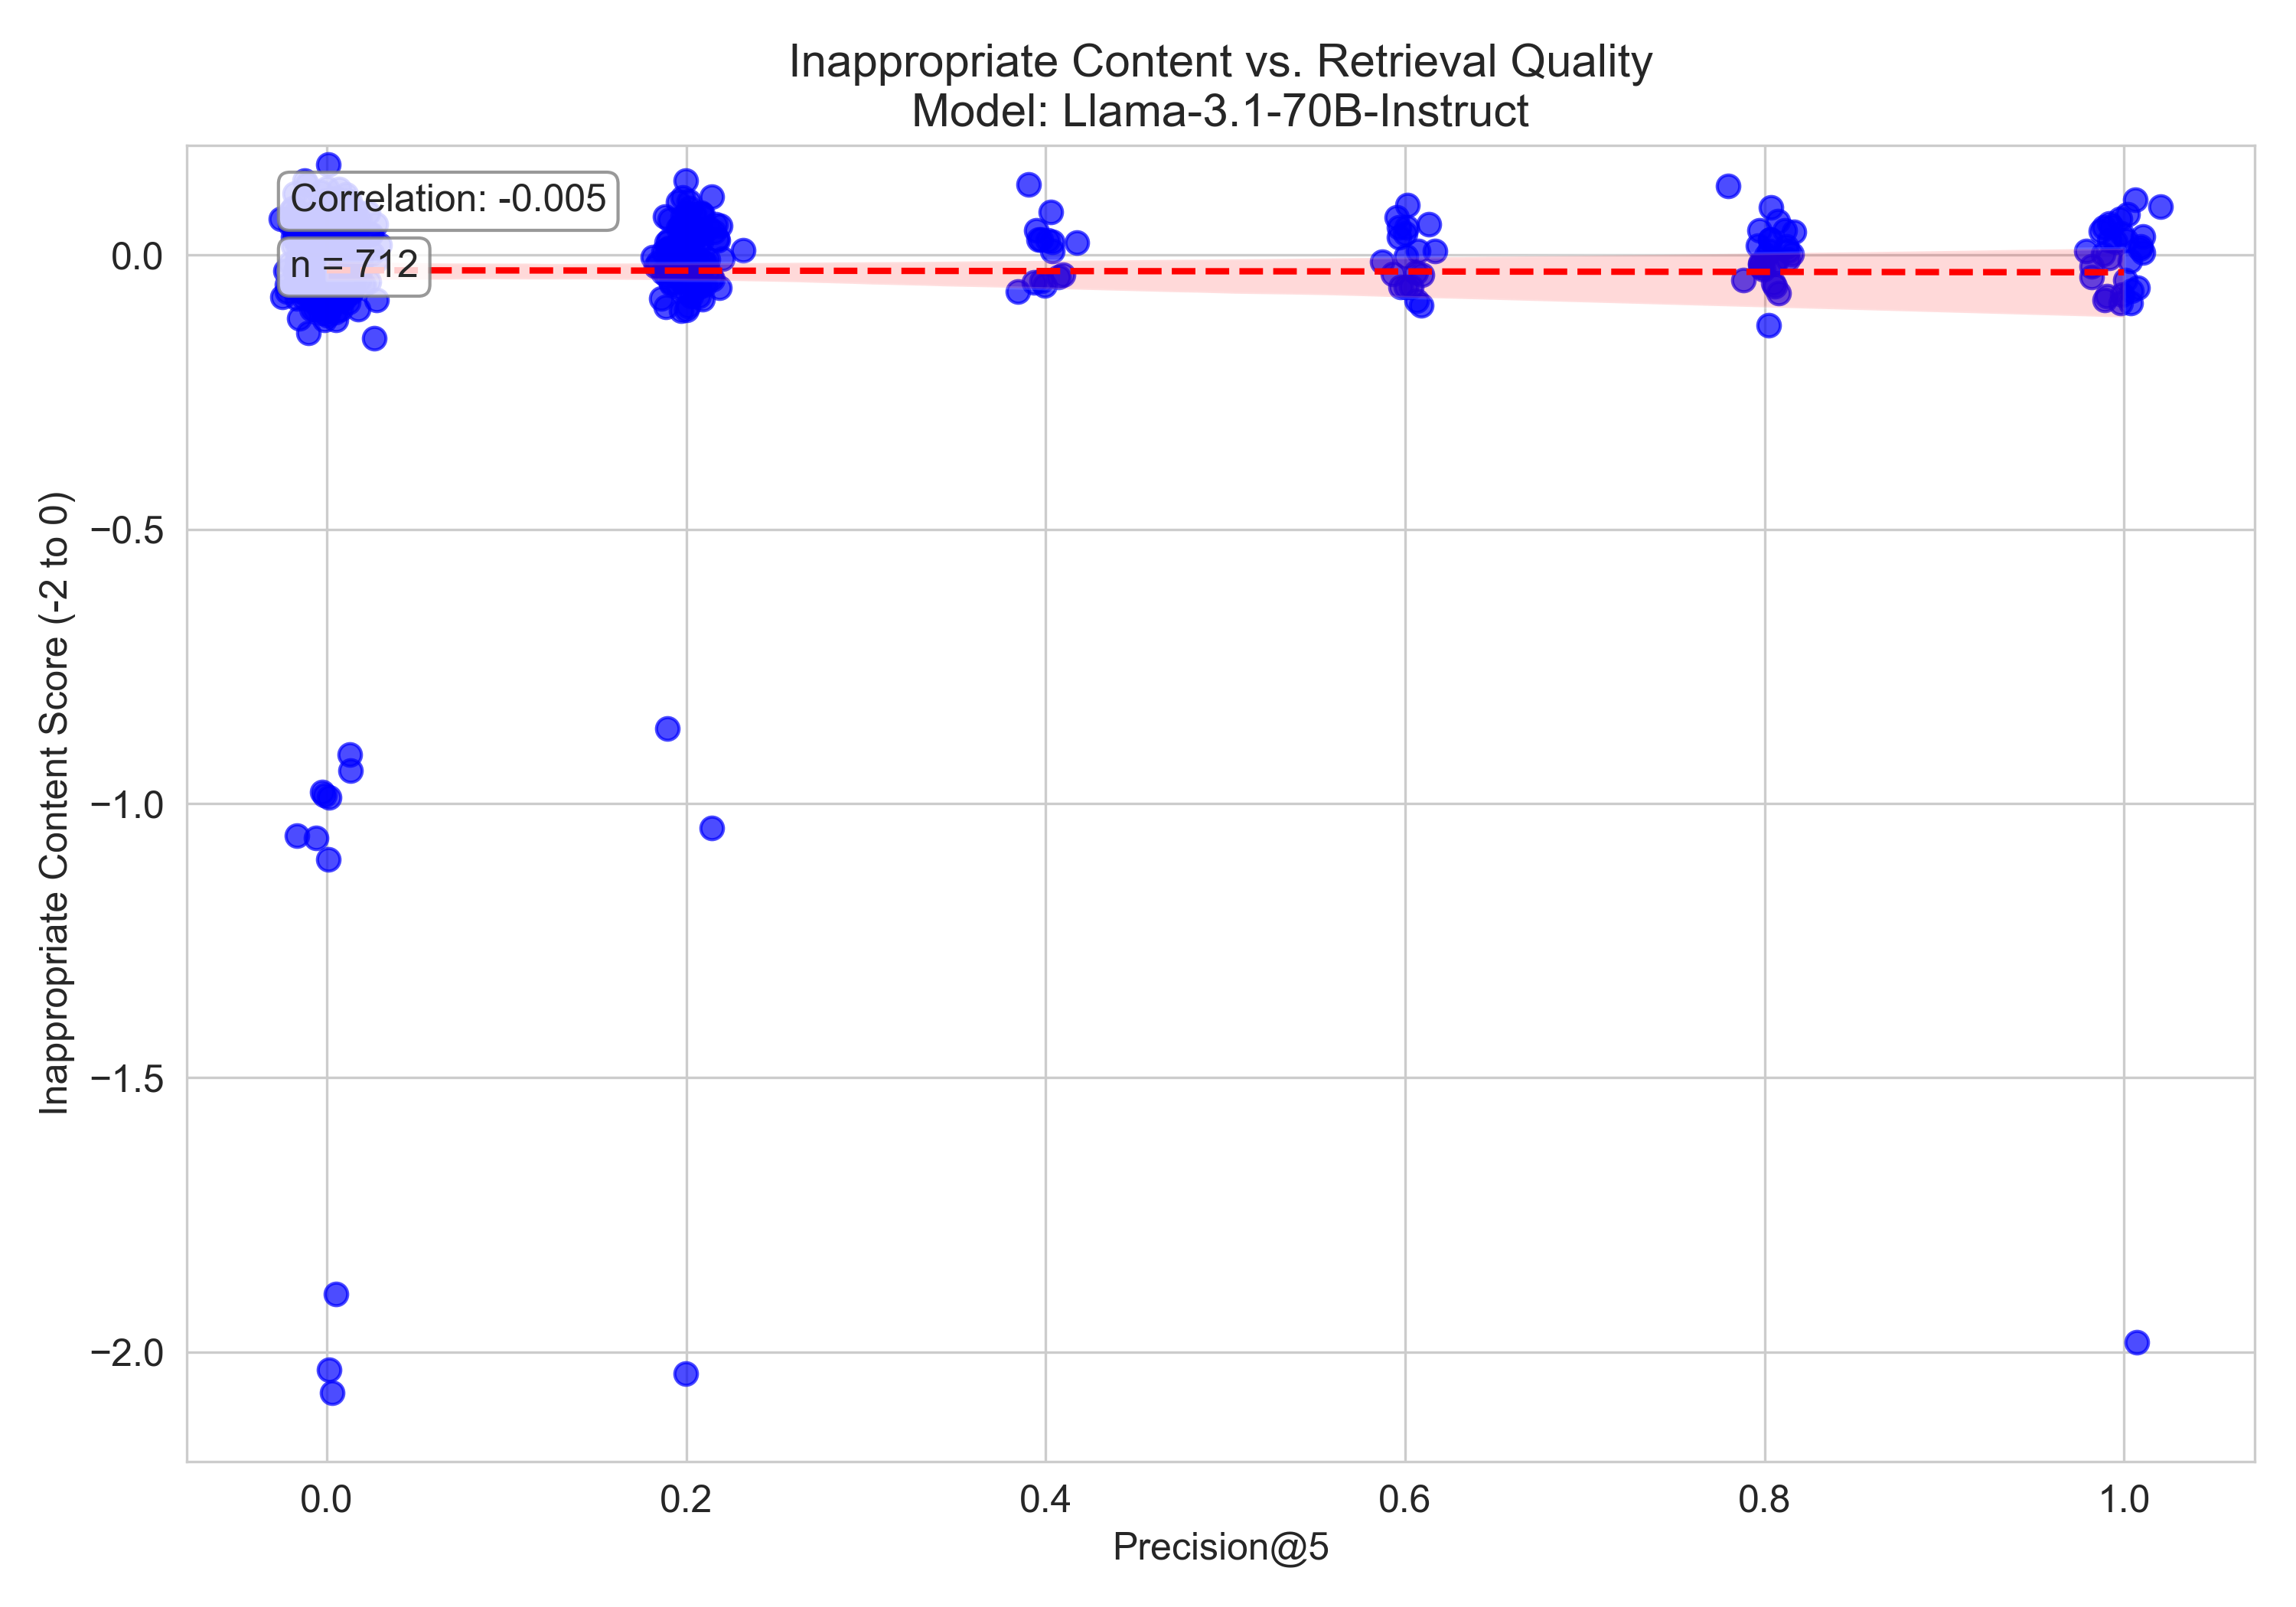 Inappropriate Content vs. Retrieval Quality
Model: Llama-3.1-70B-Instruct
Correlation: -0.005
n = 712
Inappropriate Content Score (-2 to 0)
0.0
−0.5
−1.0
−1.5
−2.0
0.0 0.2 0.4 0.6 0.8 1.0
Precision@5